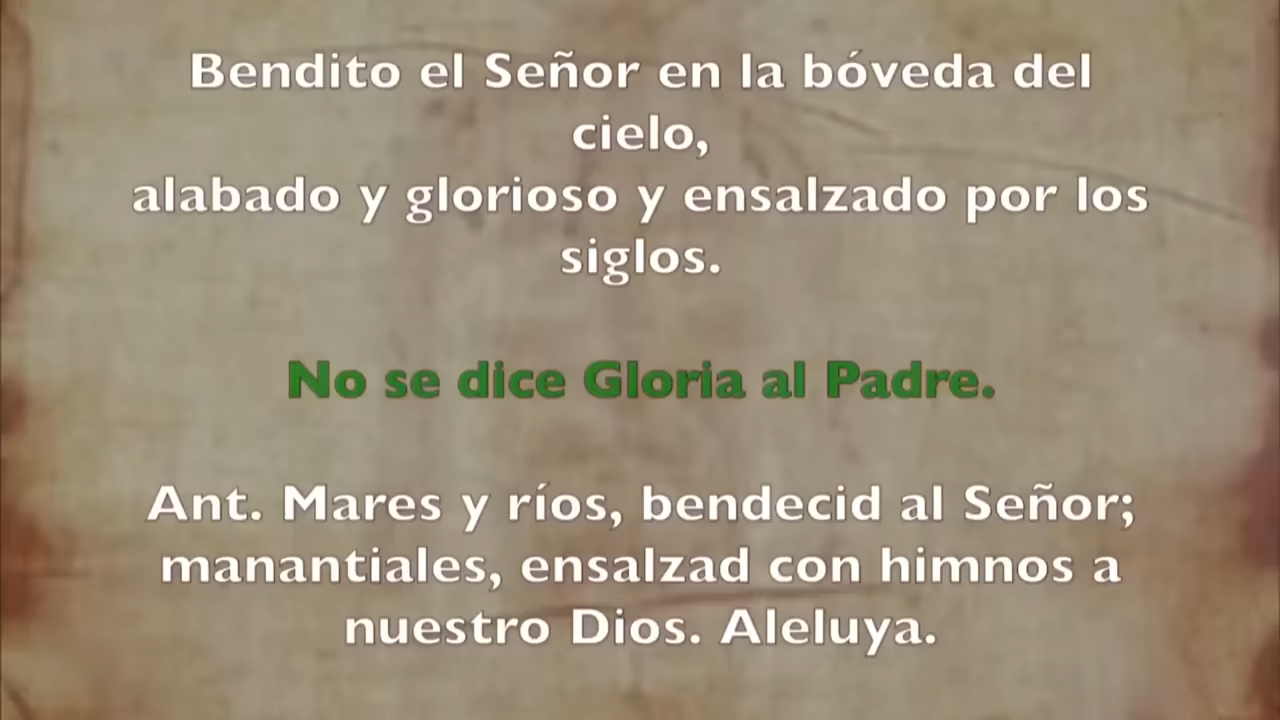 Bendito el Señor en la bóveda del
cielo,
alabado y glorioso y ensalzado por los
siglos.
No se dice Gloria al Padre.
Ant. Mares y ríos, bendecid al Señor;
manantiales, ensalzad con himnos a
nuestro Dios. Aleluya.